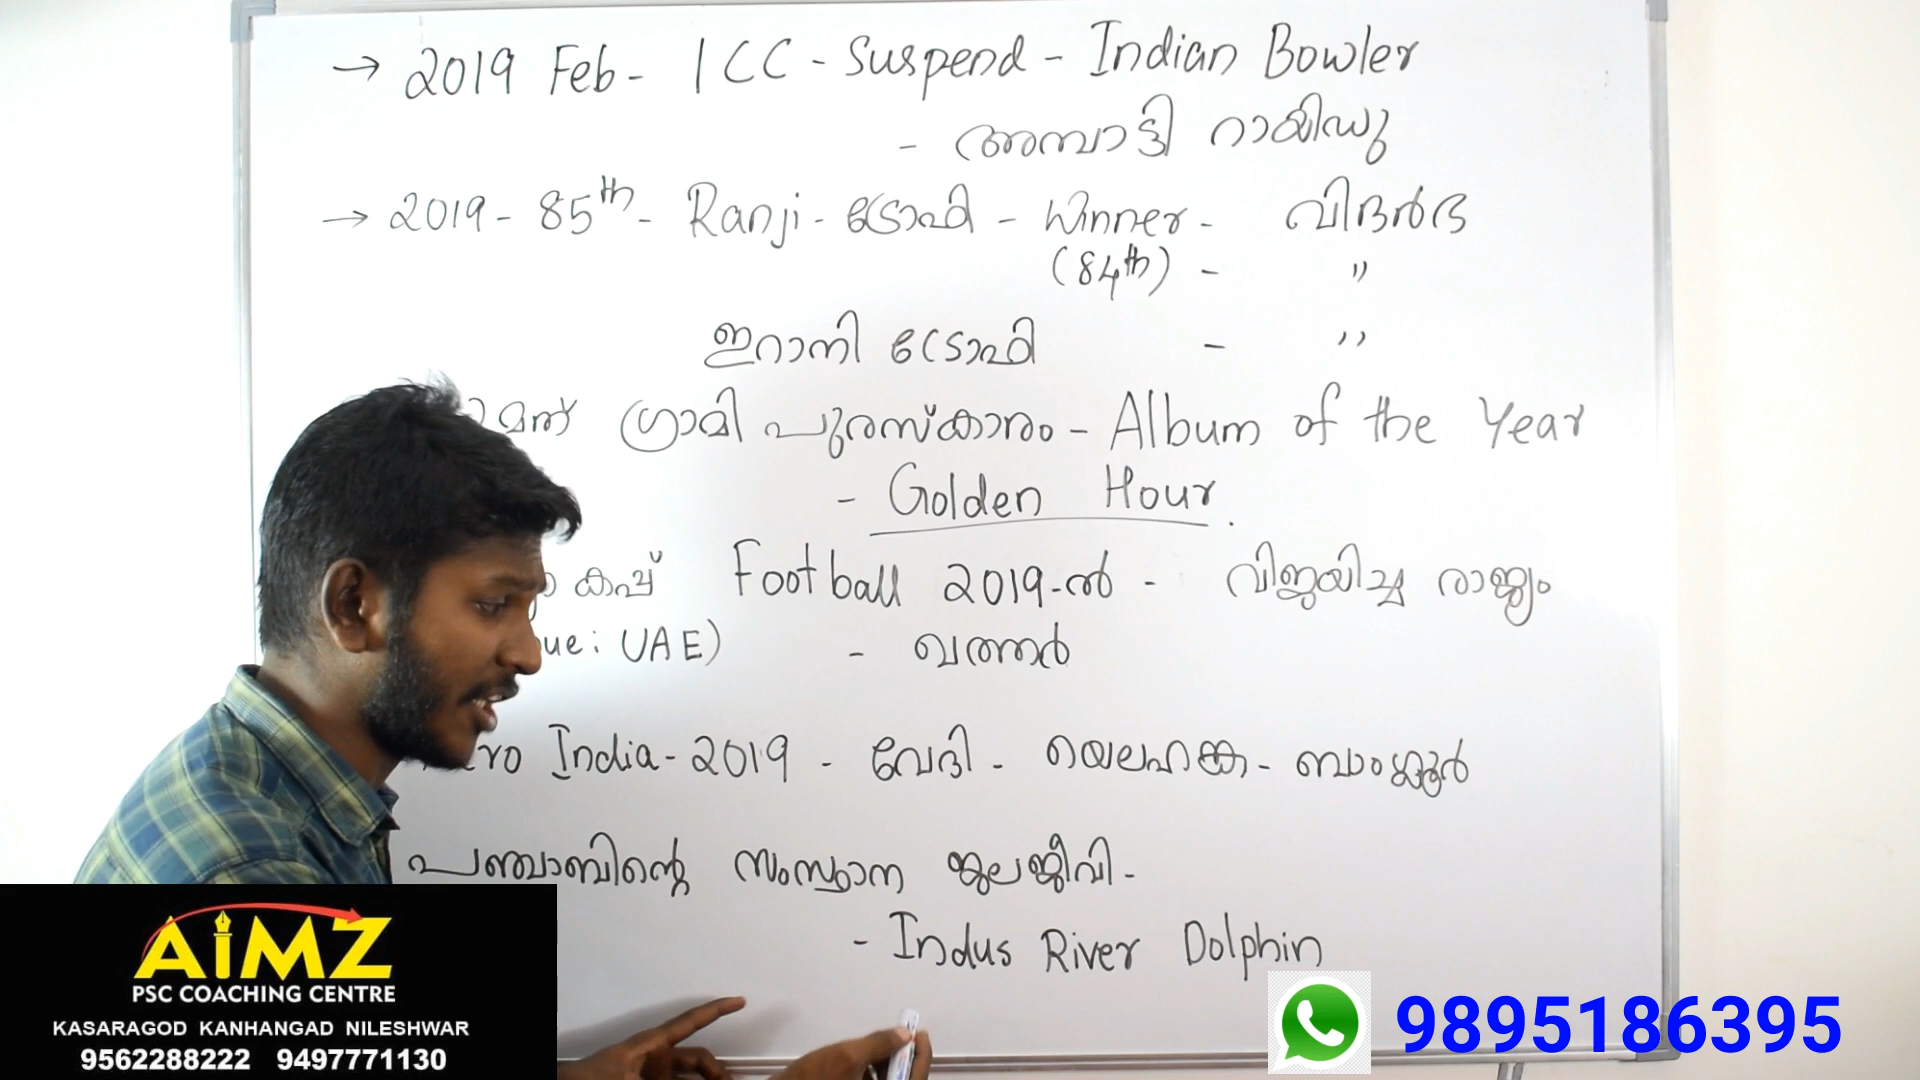 → 2019 Feb - ICC - Suspend - Indian Bowler
- അമ്പാട്ടി റായിഡു
→ 2019 - 85th - Ranji - ട്രോഫി - Winner - വിദർഭ
(84th) - "
ഇറാനി ട്രോഫി - "
ഗ്രാമി പുരസ്കാരം - Album of the Year
- Golden Hour.
കപ്പ് Football 2019-ൽ - വിജയിച്ച രാജ്യം
UAE) - ഖത്തർ
India - 2019 - വേദി - യെലഹങ്ക - ബാംഗ്ലൂർ
പഞ്ചാബിന്റെ സംസ്ഥാന ജലജീവി -
- Indus River Dolphin
AiMZ
PSC COACHING CENTRE
KASARAGOD KANHANGAD NILESHWAR
9562288222 9497771130
9895186395